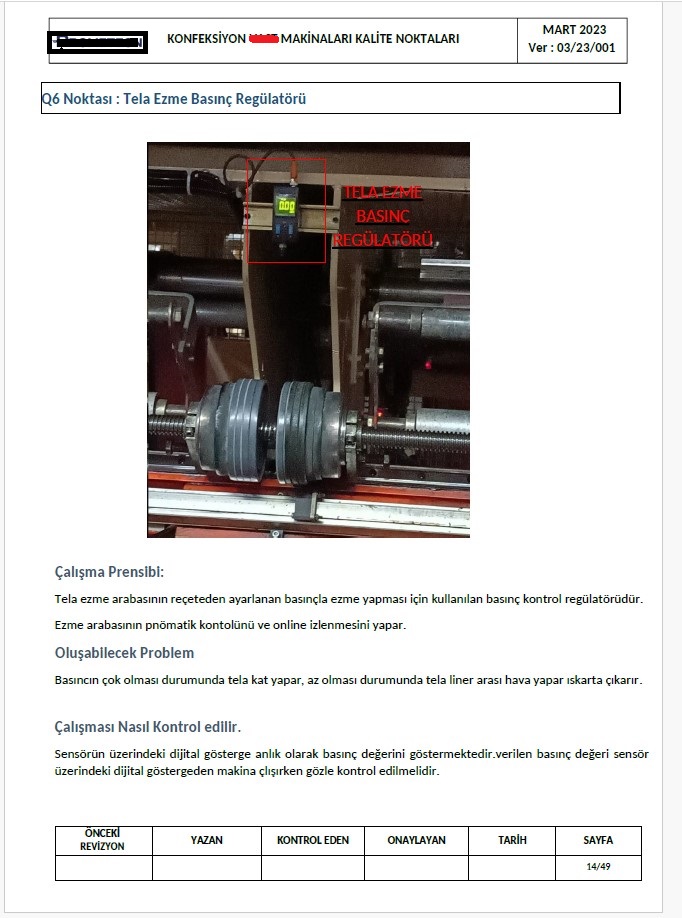 KONFEKSİYON MAKİNALARI KALİTE NOKTALARI
MART 2023
Ver : 03/23/001
Q6 Noktası : Tela Ezme Basınç Regülatörü
TELA EZME
BASINC
REGÜLATÖRÜ
Çalışma Prensibi:
Tela ezme arabasının reçeteden ayarlanan basınçla ezme yapması için kullanılan basınç kontrol regülatörüdür.
Ezme arabasının pnömatik kontolünü ve online izlenmesini yapar.
Oluşabilecek Problem
Basıncın çok olması durumunda tela kat yapar, az olması durumunda tela liner arası hava yapar ıskarta çıkarır.
Çalışması Nasıl Kontrol edilir.
Sensörün üzerindeki dijital gösterge anlık olarak basınç değerini göstermektedir.verilen basınç değeri sensör
üzerindeki dijital göstergeden makina çlışırken gözle kontrol edilmelidir.
ÖNCEKİ REVİZYON YAZAN KONTROL EDEN ONAYLAYAN TARİH SAYFA
14/49